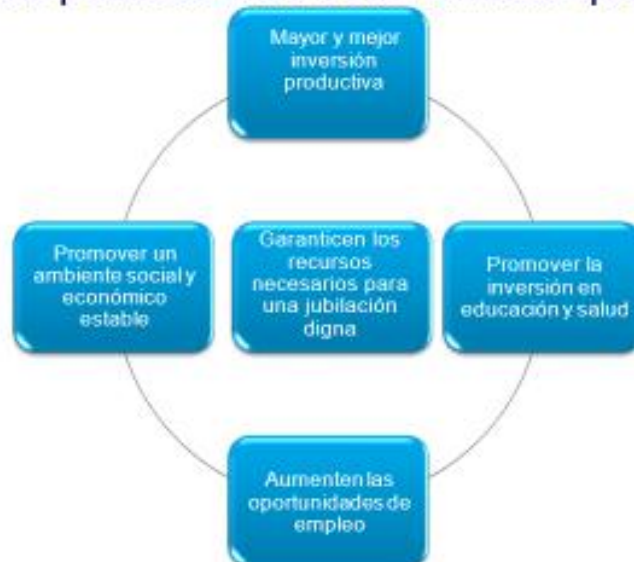 Mayor y mejor
inversión
productiva
Promover un
ambiente social y
económico
estable
Garanticen los
recursos
necesarios para
una jubilación
digna
Promover la
inversión en
educación y salud
Aumenten las
oportunidades de
empleo